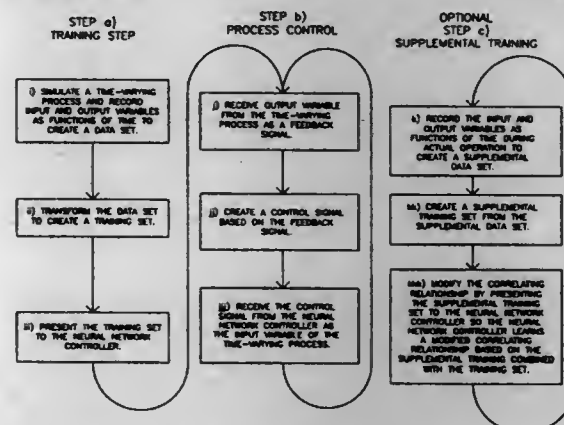 STEP a)
TRAINING STEP
i) SIMULATE A TIME-VARYING
PROCESS AND RECORD
INPUT AND OUTPUT VARIABLES
AS FUNCTIONS OF TIME TO
CREATE A DATA SET.
ii) TRANSFORM THE DATA SET
TO CREATE A TRAINING SET.
iii) PRESENT THE TRAINING SET
TO THE NEURAL NETWORK
CONTROLLER.
STEP b)
PROCESS CONTROL
j) RECEIVE OUTPUT VARIABLE
FROM THE TIME-VARYING
PROCESS AS A FEEDBACK
SIGNAL.
jj) CREATE A CONTROL SIGNAL
BASED ON THE FEEDBACK
SIGNAL.
jjj) RECEIVE THE CONTROL
SIGNAL FROM THE NEURAL
NETWORK CONTROLLER AS
THE INPUT VARIABLE OF THE
TIME-VARYING PROCESS.
OPTIONAL
STEP c)
SUPPLEMENTAL TRAINING
RECORD THE INPUT AND
OUTPUT VARIABLES AS
FUNCTIONS OF TIME DURING
ACTUAL OPERATION TO
CREATE A SUPPLEMENTAL
DATA SET.
CREATE A SUPPLEMENTAL
TRAINING SET FROM THE
SUPPLEMENTAL DATA SET.
MODIFY THE CORRELATING
RELATIONSHIP BY PRESENTING
THE SUPPLEMENTAL TRAINING
SET TO THE NEURAL NETWORK
CONTROLLER SO THE NEURAL
NETWORK CONTROLLER LEARNS
A MODIFIED CORRELATING
RELATIONSHIP BASED ON THE
SUPPLEMENTAL TRAINING COMBINED
WITH THE TRAINING SET.